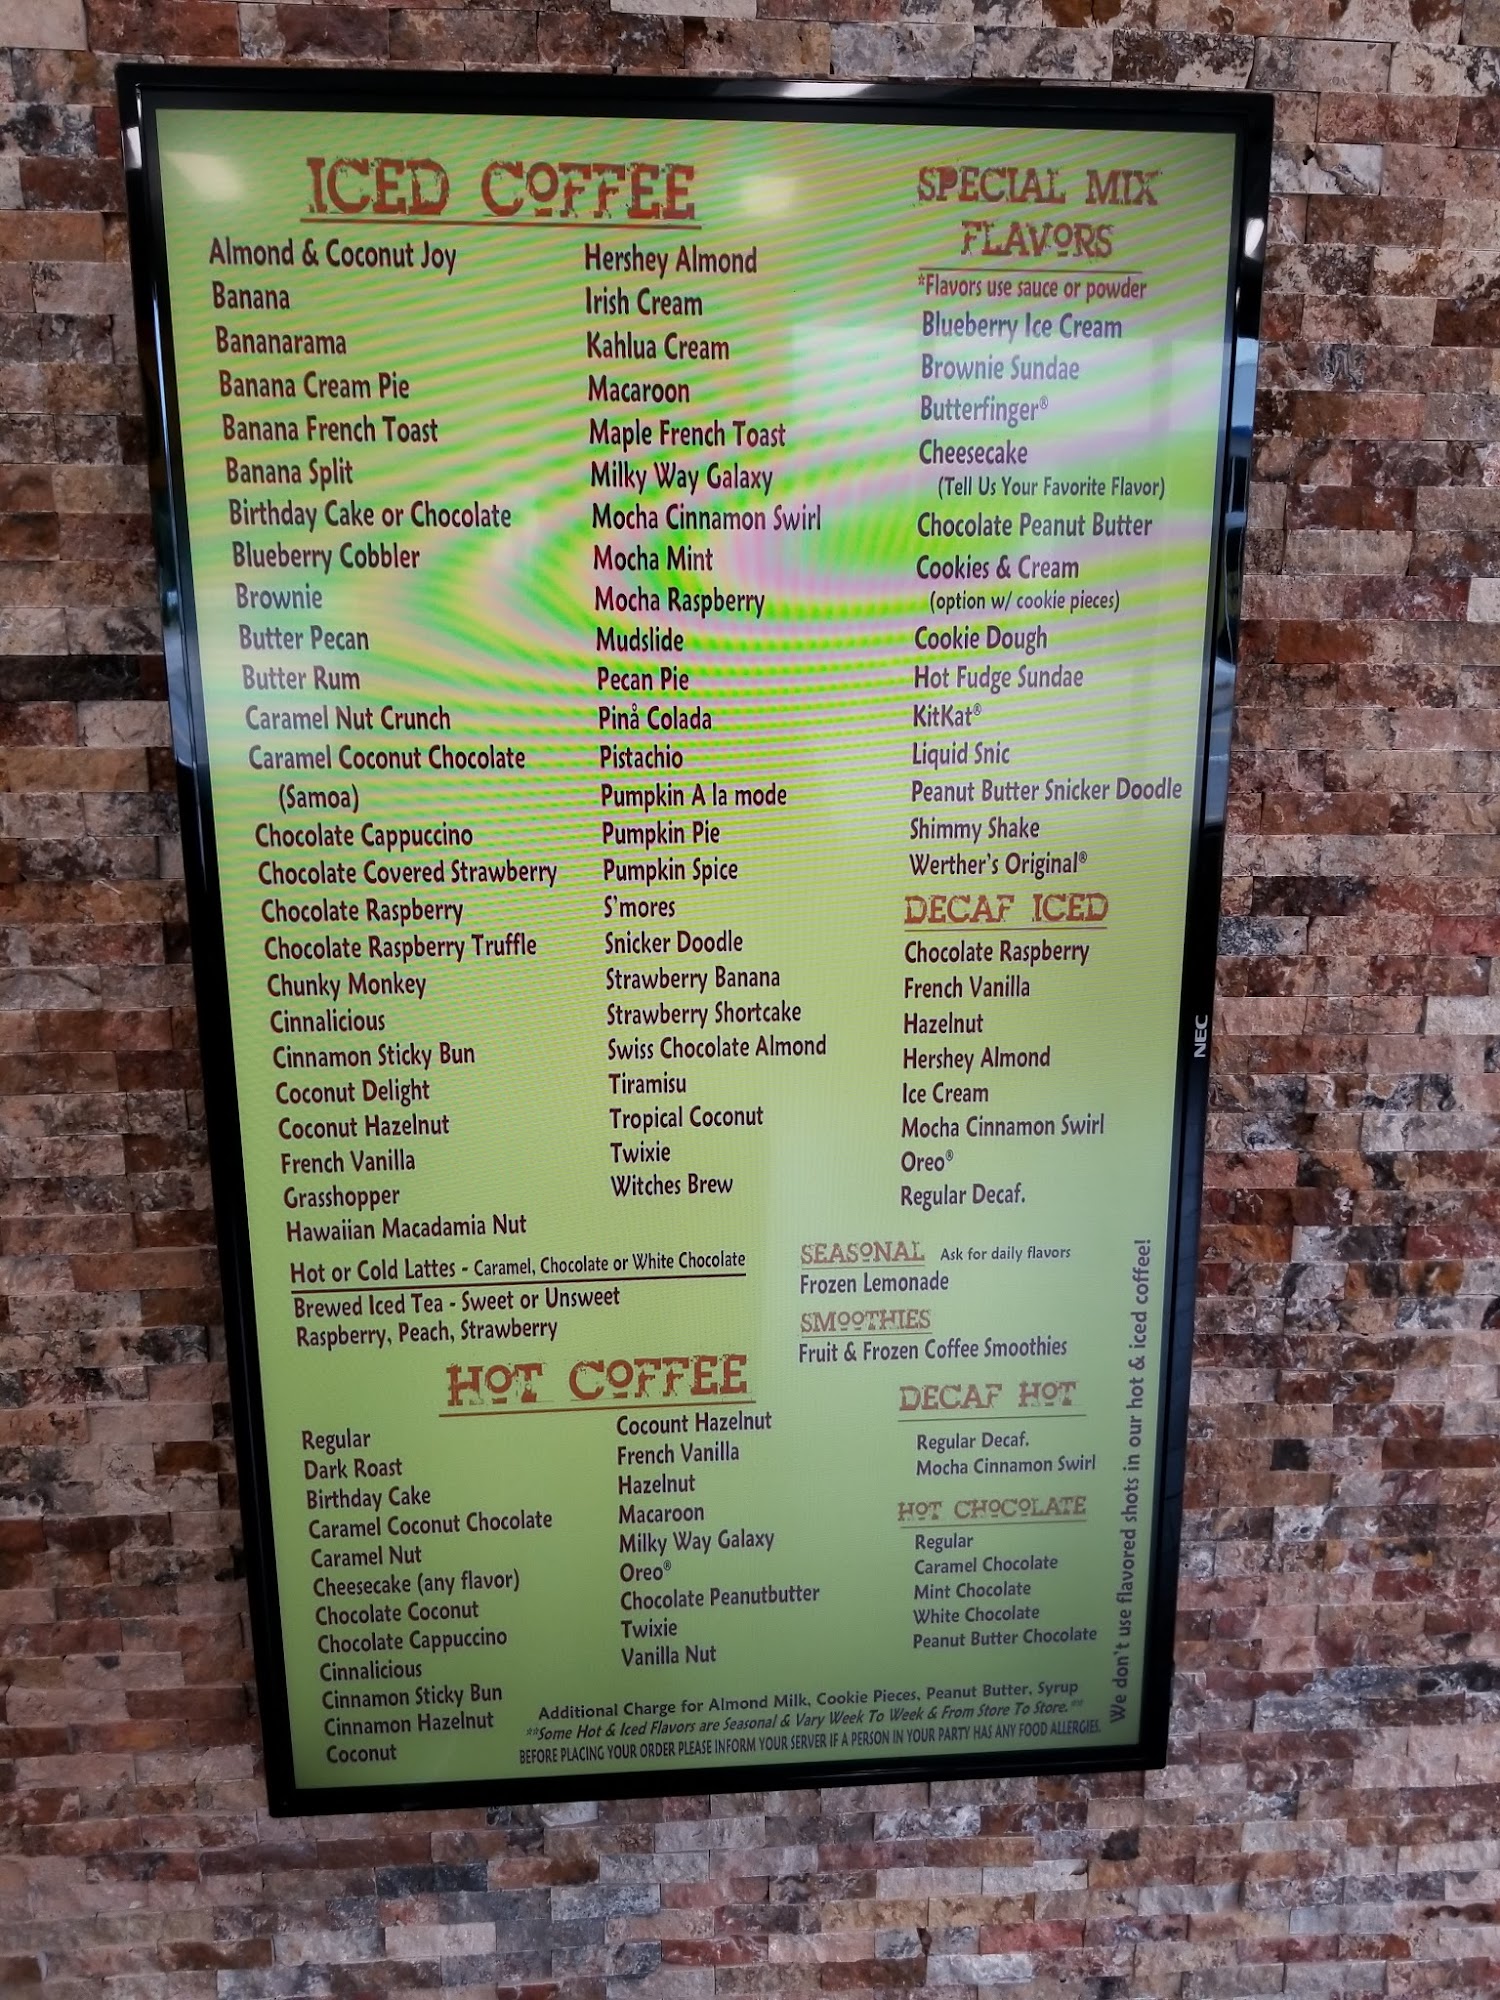 ICED COFFEE
Almond & Coconut Joy
Banana
Bananarama
Banana Cream Pie
Banana French Toast
Banana Split
Birthday Cake or Chocolate
Blueberry Cobbler
Brownie
Butter Pecan
Butter Rum
Caramel Nut Crunch
Caramel Coconut Chocolate
(Samoa)
Chocolate Cappuccino
Chocolate Covered Strawberry
Chocolate Raspberry
Chocolate Raspberry Truffle
Chunky Monkey
Cinnalicious
Cinnamon Sticky Bun
Coconut Delight
Coconut Hazelnut
French Vanilla
Grasshopper
Hawaiian Macadamia Nut
Hershey Almond
Irish Cream
Kahlua Cream
Macaroon
Maple French Toast
Milky Way Galaxy
Mocha Cinnamon Swirl
Mocha Mint
Mocha Raspberry
Mudslide
Pecan Pie
Pinå Colada
Pistachio
Pumpkin A la mode
Pumpkin Pie
Pumpkin Spice
S'mores
Snicker Doodle
Strawberry Banana
Strawberry Shortcake
Swiss Chocolate Almond
Tiramisu
Tropical Coconut
Twixie
Witches Brew
SPECIAL MIX
FLAVORS
*Flavors use sauce or powder
Blueberry Ice Cream
Brownie Sundae
Butterfinger®
Cheesecake
(Tell Us Your Favorite Flavor)
Chocolate Peanut Butter
Cookies & Cream
(option w/ cookie pieces)
Cookie Dough
Hot Fudge Sundae
KitKat®
Liquid Snic
Peanut Butter Snicker Doodle
Shimmy Shake
Werther's Original®
DECAF ICED
Chocolate Raspberry
French Vanilla
Hazelnut
Hershey Almond
Ice Cream
Mocha Cinnamon Swirl
Oreo®
Regular Decaf.
Hot or Cold Lattes - Caramel, Chocolate or White Chocolate
Brewed Iced Tea - Sweet or Unsweet
Raspberry, Peach, Strawberry
SEASONAL Ask for daily flavors
Frozen Lemonade
SMOOTHIES
Fruit & Frozen Coffee Smoothies
HOT COFFEE
Regular
Dark Roast
Birthday Cake
Caramel Coconut Chocolate
Caramel Nut
Cheesecake (any flavor)
Chocolate Coconut
Chocolate Cappuccino
Cinnalicious
Cinnamon Sticky Bun
Cinnamon Hazelnut
Coconut
Cocount Hazelnut
French Vanilla
Hazelnut
Macaroon
Milky Way Galaxy
Oreo®
Chocolate Peanutbutter
Twixie
Vanilla Nut
DECAF HOT
Regular Decaf.
Mocha Cinnamon Swirl
HOT CHOCOLATE
Regular
Caramel Chocolate
Mint Chocolate
White Chocolate
Peanut Butter Chocolate
We don't use flavored shots in our hot & iced coffee!
Additional Charge for Almond Milk, Cookie Pieces, Peanut Butter, Syrup
**Some Hot & Iced Flavors are Seasonal & Vary Week To Week & From Store To Store.**
BEFORE PLACING YOUR ORDER PLEASE INFORM YOUR SERVER IF A PERSON IN YOUR PARTY HAS ANY FOOD ALLERGIES.
NEC